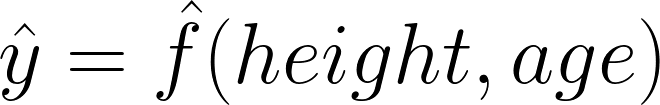 ŷ = f̂(height, age)